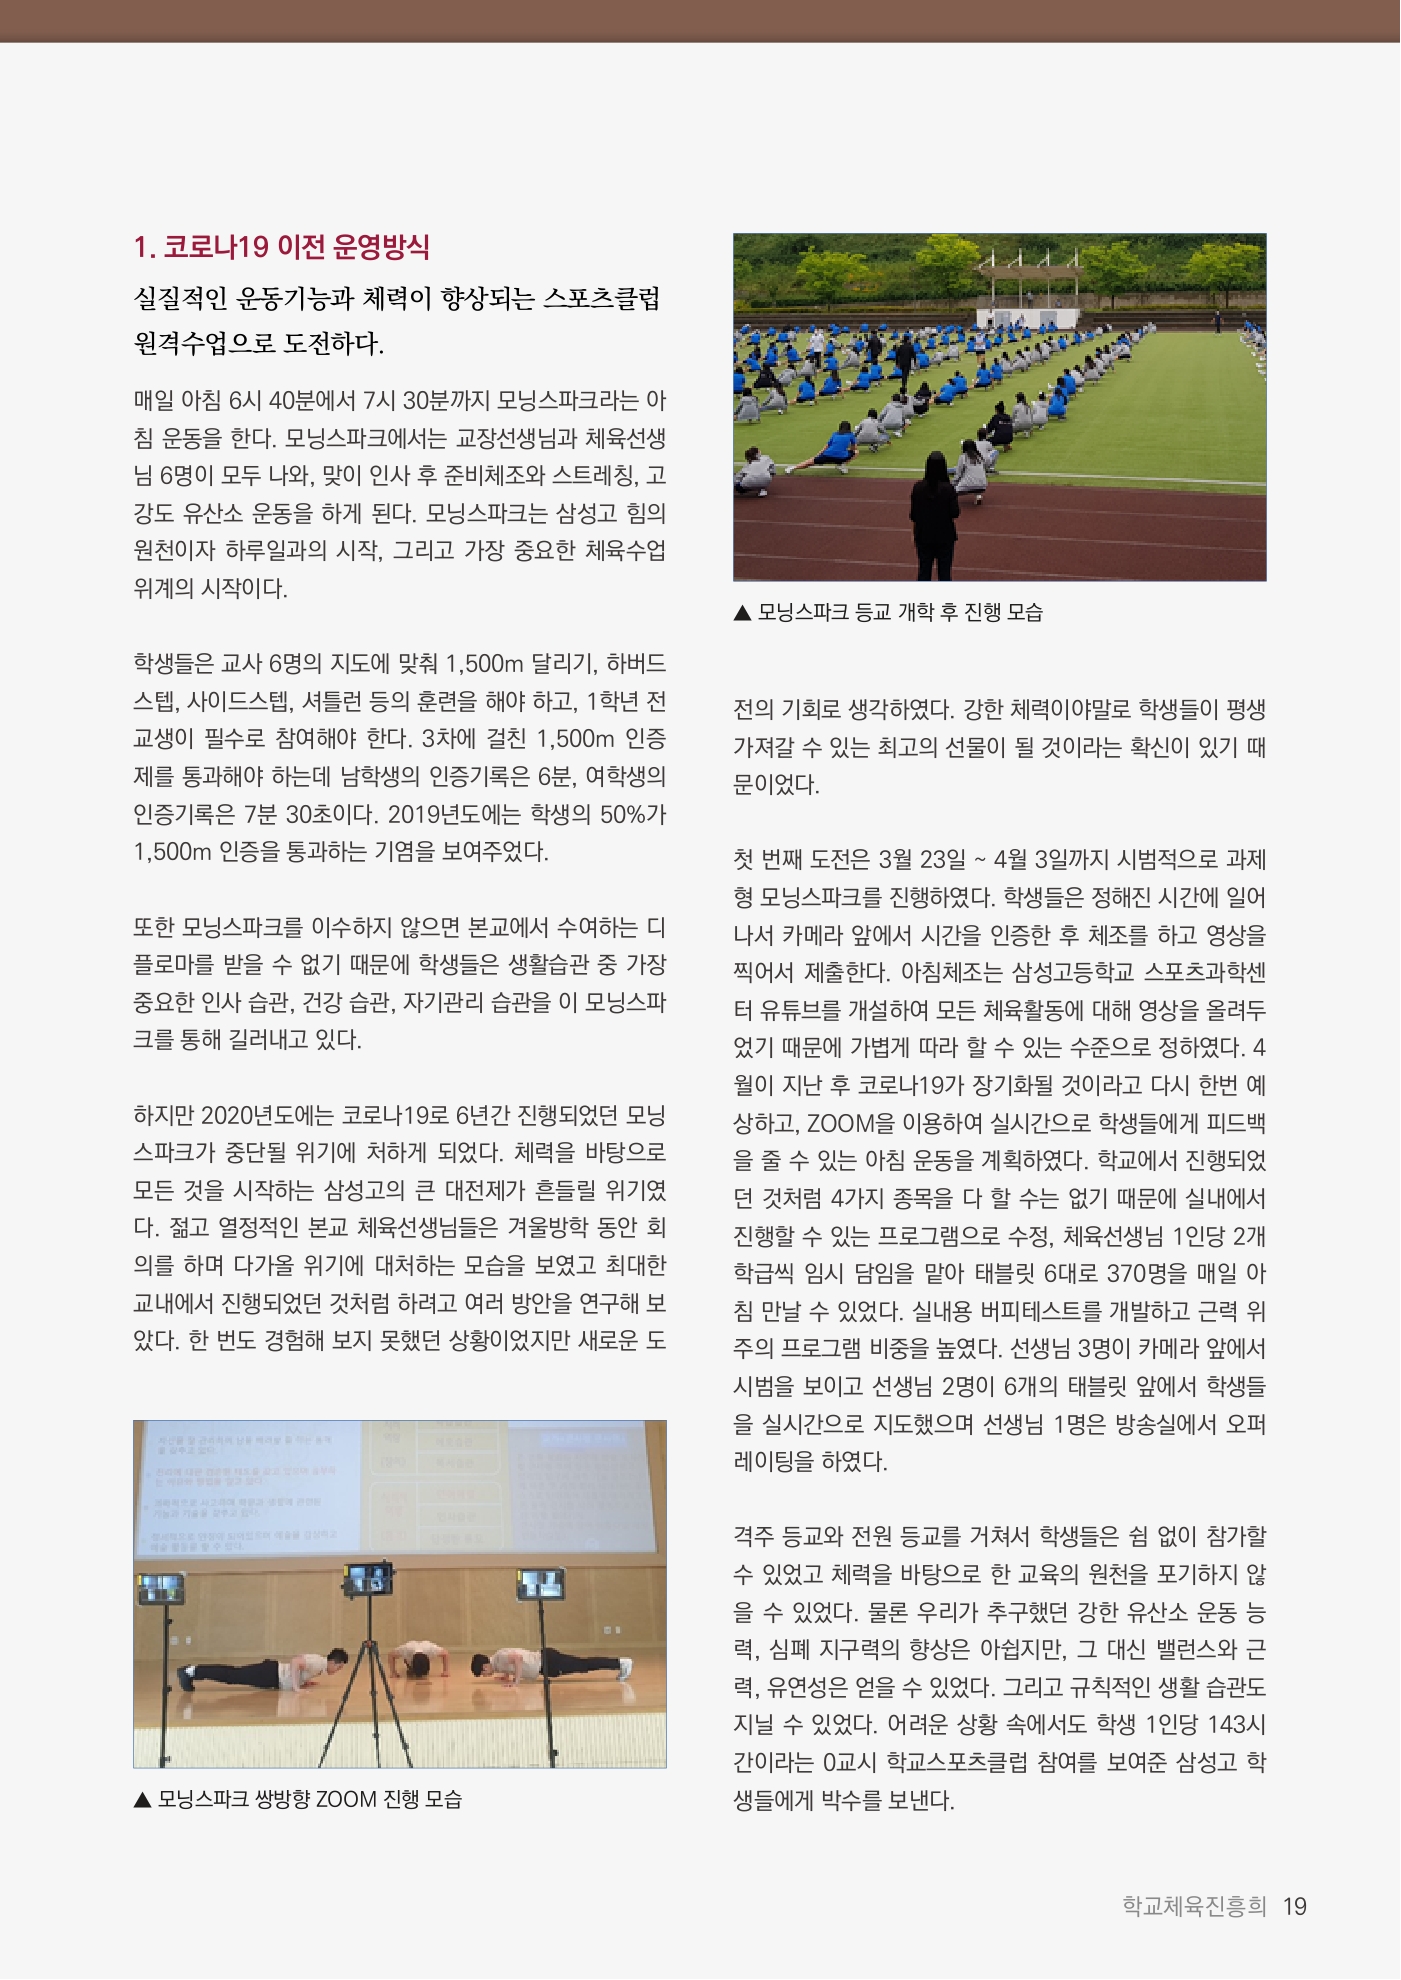 1. 코로나19 이전 운영방식
실질적인 운동기능과 체력이 향상되는 스포츠클럽
원격수업으로 도전하다.
매일 아침 6시 40분에서 7시 30분까지 모닝스파크라는 아
침 운동을 한다. 모닝스파크에서는 교장선생님과 체육선생
님 6명이 모두 나와, 맞이 인사 후 준비체조와 스트레칭, 고
강도 유산소 운동을 하게 된다. 모닝스파크는 삼성고 힘의
원천이자 하루일과의 시작, 그리고 가장 중요한 체육수업
위계의 시작이다.
학생들은 교사 6명의 지도에 맞춰 1,500m 달리기, 하버드
스텝, 사이드스텝, 셔틀런 등의 훈련을 해야 하고, 1학년 전
교생이 필수로 참여해야 한다. 3차에 걸친 1,500m 인증
제를 통과해야 하는데 남학생의 인증기록은 6분, 여학생의
인증기록은 7분 30초이다. 2019년도에는 학생의 50%가
1,500m 인증을 통과하는 기염을 보여주었다.
또한 모닝스파크를 이수하지 않으면 본교에서 수여하는 디
플로마를 받을 수 없기 때문에 학생들은 생활습관 중 가장
중요한 인사 습관, 건강 습관, 자기관리 습관을 이 모닝스파
크를 통해 길러내고 있다.
하지만 2020년도에는 코로나19로 6년간 진행되었던 모닝
스파크가 중단될 위기에 처하게 되었다. 체력을 바탕으로
모든 것을 시작하는 삼성고의 큰 대전제가 흔들릴 위기였
다. 젊고 열정적인 본교 체육선생님들은 겨울방학 동안 회
의를 하며 다가올 위기에 대처하는 모습을 보였고 최대한
교내에서 진행되었던 것처럼 하려고 여러 방안을 연구해 보
았다. 한 번도 경험해 보지 못했던 상황이었지만 새로운 도
▲ 모닝스파크 쌍방향 ZOOM 진행 모습
▲ 모닝스파크 등교 개학 후 진행 모습
전의 기회로 생각하였다. 강한 체력이야말로 학생들이 평생
가져갈 수 있는 최고의 선물이 될 것이라는 확신이 있기 때
문이었다.
첫 번째 도전은 3월 23일 ~ 4월 3일까지 시범적으로 과제
형 모닝스파크를 진행하였다. 학생들은 정해진 시간에 일어
나서 카메라 앞에서 시간을 인증한 후 체조를 하고 영상을
찍어서 제출한다. 아침체조는 삼성고등학교 스포츠과학센
터 유튜브를 개설하여 모든 체육활동에 대해 영상을 올려두
었기 때문에 가볍게 따라 할 수 있는 수준으로 정하였다. 4
월이 지난 후 코로나19가 장기화될 것이라고 다시 한번 예
상하고, ZOOM을 이용하여 실시간으로 학생들에게 피드백
을 줄 수 있는 아침 운동을 계획하였다. 학교에서 진행되었
던 것처럼 4가지 종목을 다 할 수는 없기 때문에 실내에서
진행할 수 있는 프로그램으로 수정, 체육선생님 1인당 2개
학급씩 임시 담임을 맡아 태블릿 6대로 370명을 매일 아
침 만날 수 있었다. 실내용 버피테스트를 개발하고 근력 위
주의 프로그램 비중을 높였다. 선생님 3명이 카메라 앞에서
시범을 보이고 선생님 2명이 6개의 태블릿 앞에서 학생들
을 실시간으로 지도했으며 선생님 1명은 방송실에서 오퍼
레이팅을 하였다.
격주 등교와 전원 등교를 거쳐서 학생들은 쉼 없이 참가할
수 있었고 체력을 바탕으로 한 교육의 원천을 포기하지 않
을 수 있었다. 물론 우리가 추구했던 강한 유산소 운동 능
력, 심폐 지구력의 향상은 아쉽지만, 그 대신 밸런스와 근
력, 유연성은 얻을 수 있었다. 그리고 규칙적인 생활 습관도
지닐 수 있었다. 어려운 상황 속에서도 학생 1인당 143시
간이라는 0교시 학교스포츠클럽 참여를 보여준 삼성고 학
생들에게 박수를 보낸다.
학교체육진흥회 19